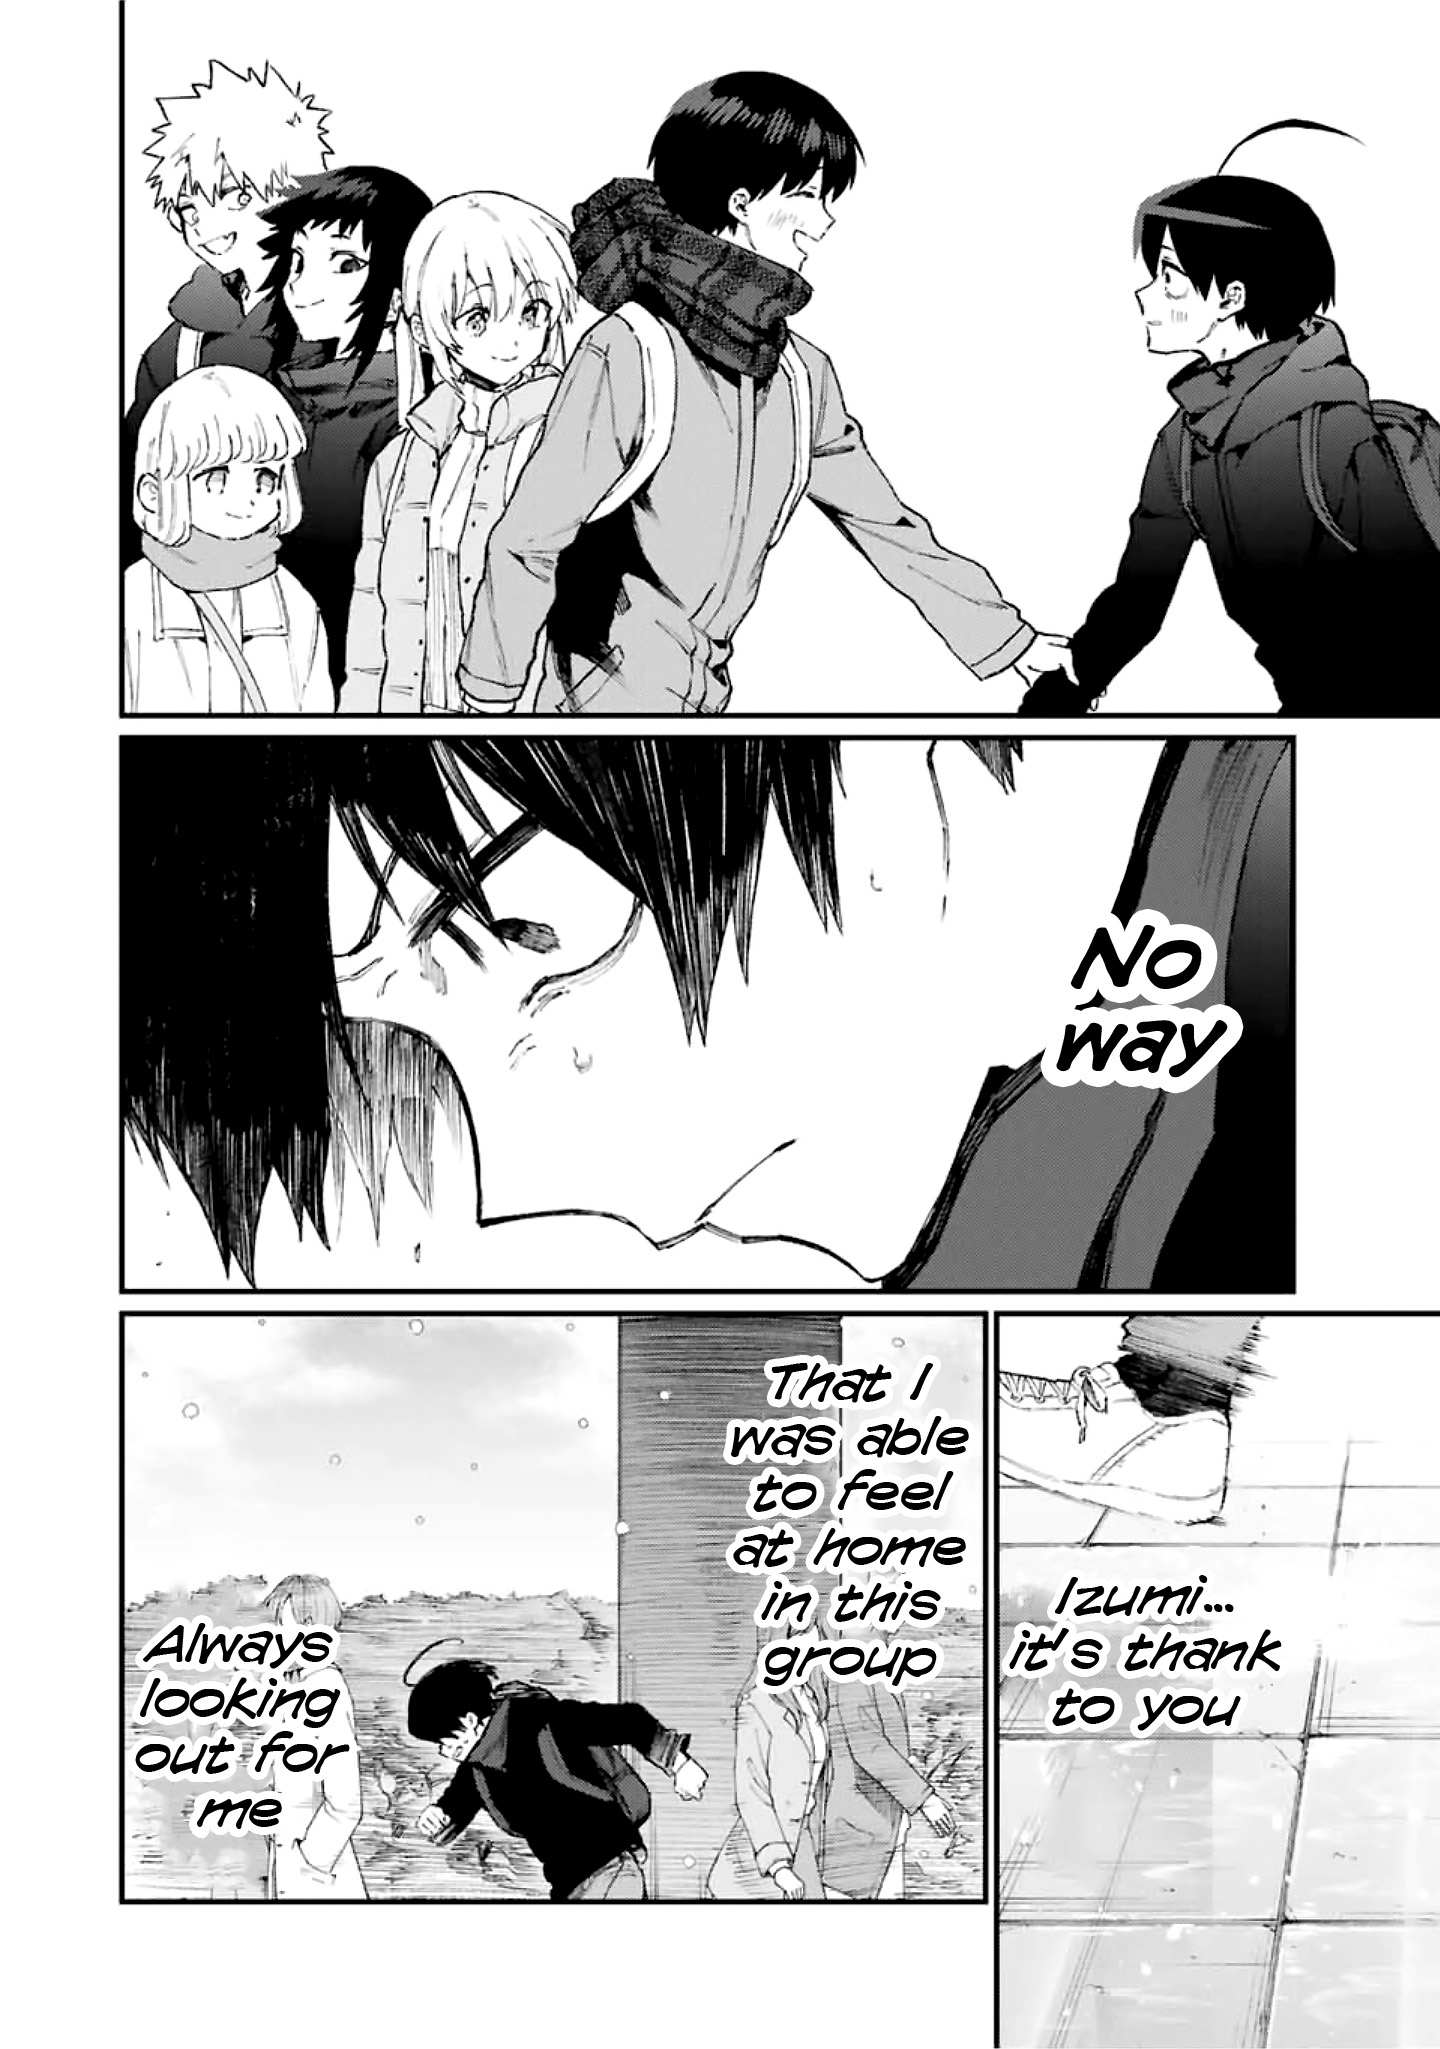 No
way
Izumi...
it's thank
to you
That I
was able
to feel
at home
in this
group
Always
looking
out for
me